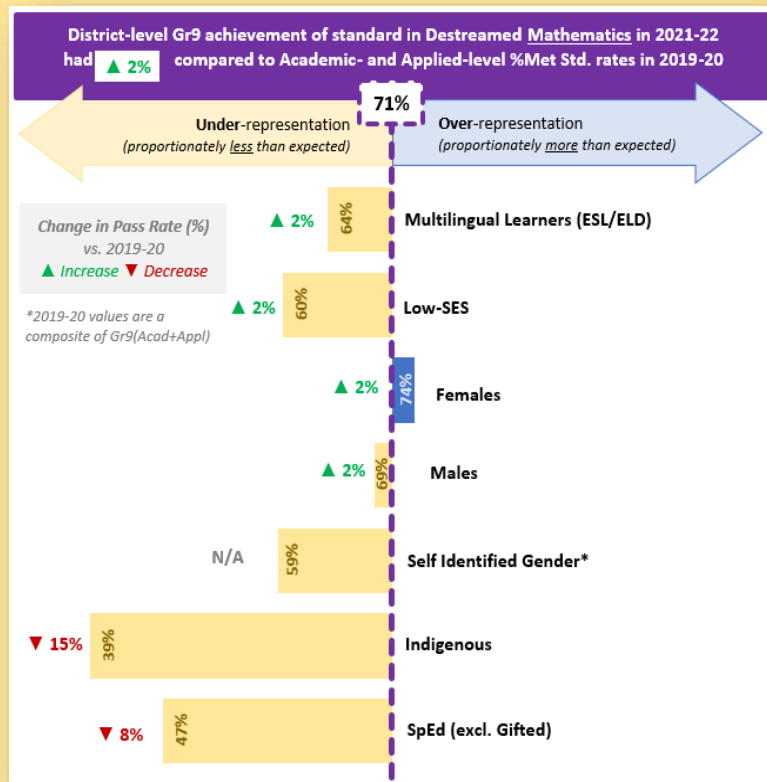 District-level Gr9 achievement of standard in Destreamed Mathematics in 2021-22
had ▲ 2% compared to Academic- and Applied-level %Met Std. rates in 2019-20
71%
Under-representation
(proportionately less than expected)
Over-representation
(proportionately more than expected)
Change in Pass Rate (%)
vs. 2019-20
▲ Increase ▼ Decrease
*2019-20 values are a
composite of Gr9(Acad+Appl)
▲ 2% 64% Multilingual Learners (ESL/ELD)
▲ 2% 60% Low-SES
▲ 2% 74% Females
▲ 2% 69% Males
N/A 59% Self Identified Gender*
▼ 15% 39% Indigenous
▼ 8% 47% SpEd (excl. Gifted)